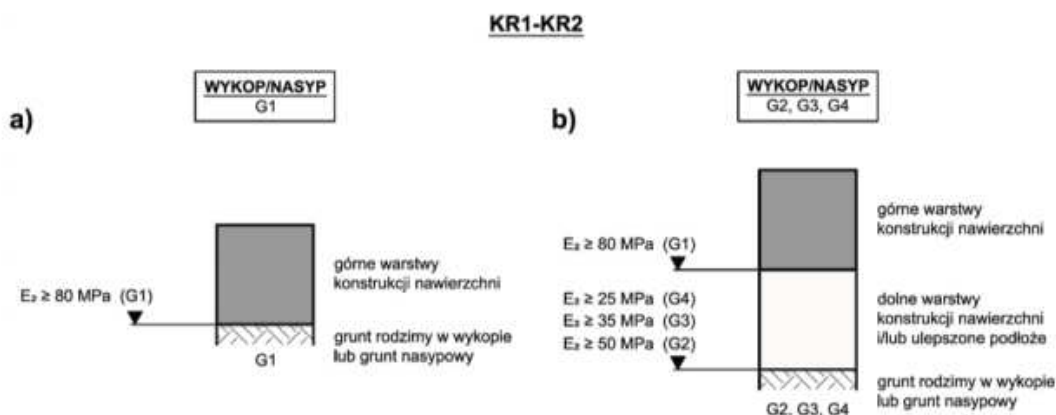 KR1-KR2
a)
WYKOP/NASYP
G1
E₂ ≥ 80 MPa (G1)
górne warstwy
konstrukcji nawierzchni
grunt rodzimy w wykopie
lub grunt nasypowy
G1
b)
WYKOP/NASYP
G2, G3, G4
E₂ ≥ 80 MPa (G1)
górne warstwy
konstrukcji nawierzchni
E₂ ≥ 25 MPa (G4)
E₂ ≥ 35 MPa (G3)
E₂ ≥ 50 MPa (G2)
dolne warstwy
konstrukcji nawierzchni
i/lub ulepszone podłoże
grunt rodzimy w wykopie
lub grunt nasypowy
G2, G3, G4